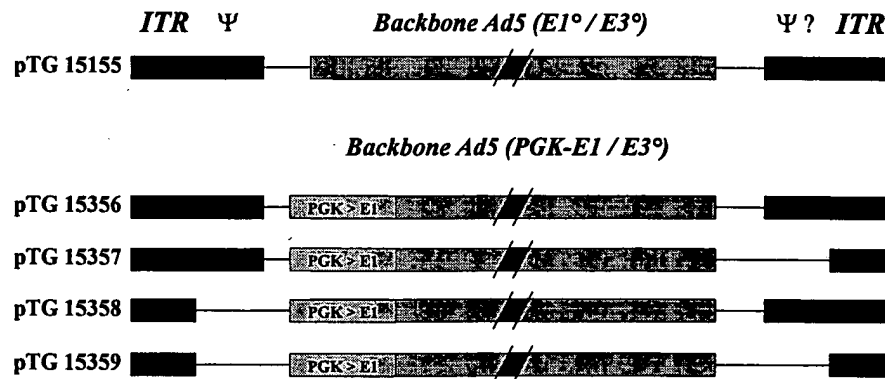 ITR Ψ Backbone Ad5 (E1° / E3°) Ψ ? ITR
pTG 15155
Backbone Ad5 (PGK-E1 / E3°)
pTG 15356 PGK > E1
pTG 15357 PGK > E1
pTG 15358 PGK > E1
pTG 15359 PGK > E1